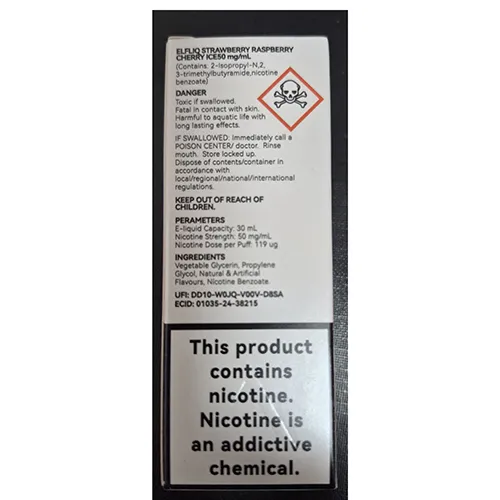 ELFLIQ STRAWBERRY RASPBERRY
CHERRY ICE50 mg/mL
(Contains: 2-Isopropyl-N,2,
3-trimethylbutyramide,nicotine
benzoate)
DANGER
Toxic if swallowed.
Fatal in contact with skin.
Harmful to aquatic life with
long lasting effects.
IF SWALLOWED: Immediately call a
POISON CENTER/ doctor. Rinse
mouth. Store locked up.
Dispose of contents/container in
accordance with
local/regional/national/international
regulations.
KEEP OUT OF REACH OF
CHILDREN.
PERAMETERS
E-liquid Capacity: 30 mL
Nicotine Strength: 50 mg/mL
Nicotine Dose per Puff: 119 ug
INGREDIENTS
Vegetable Glycerin, Propylene
Glycol, Natural & Artificial
Flavours, Nicotine Benzoate.
UFI: DD10-W0JQ-V00V-D8SA
ECID: 01035-24-38215
This product
contains
nicotine.
Nicotine is
an addictive
chemical.